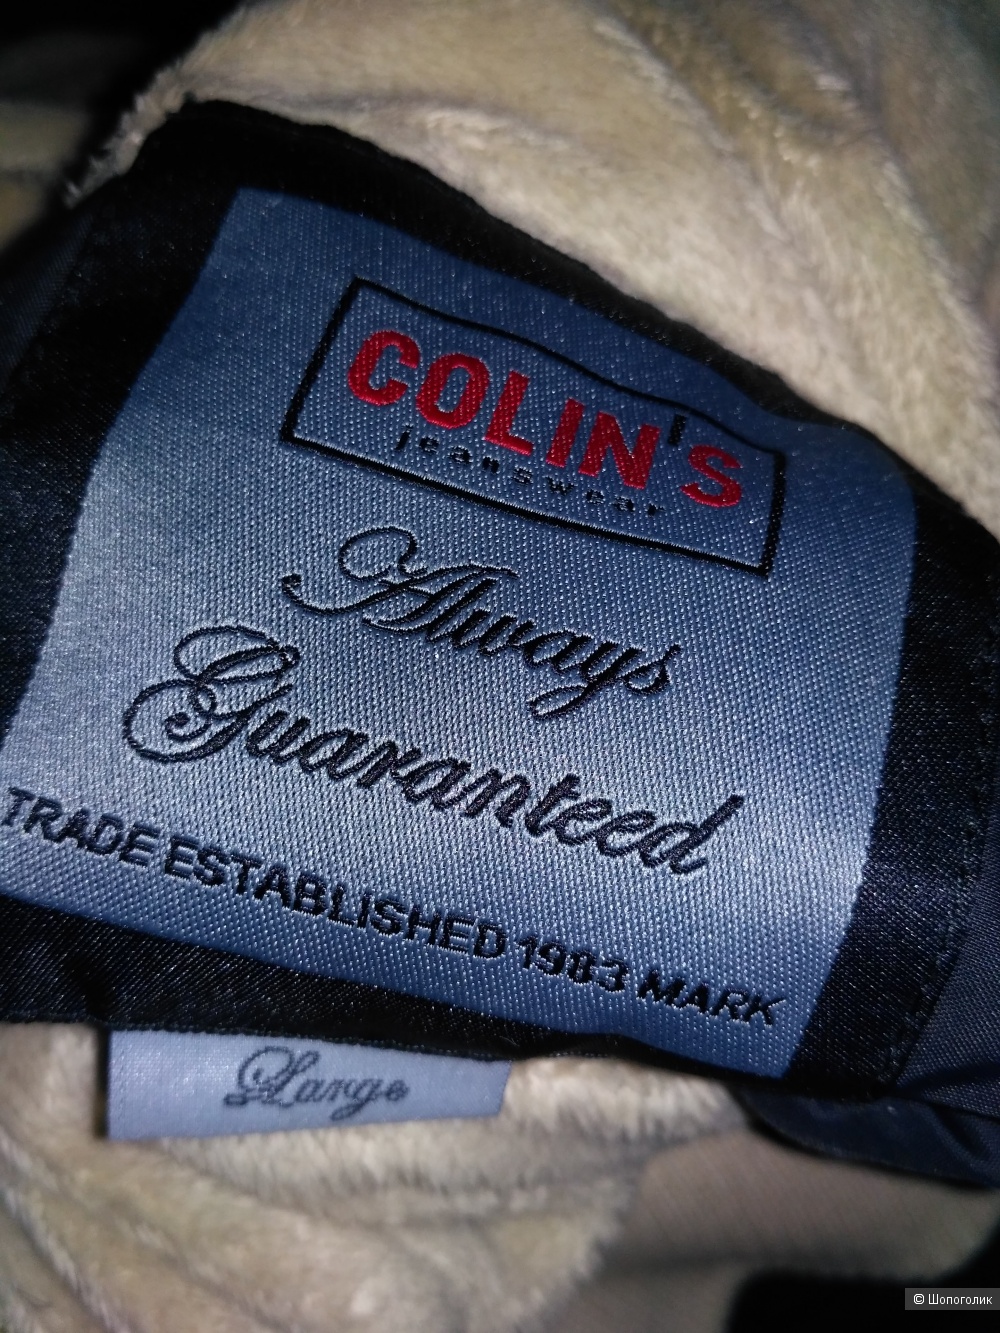 COLIN'S
jeanswear
Always
Guaranteed
TRADE ESTABLISHED 1983 MARK
Large
© Шопоголик